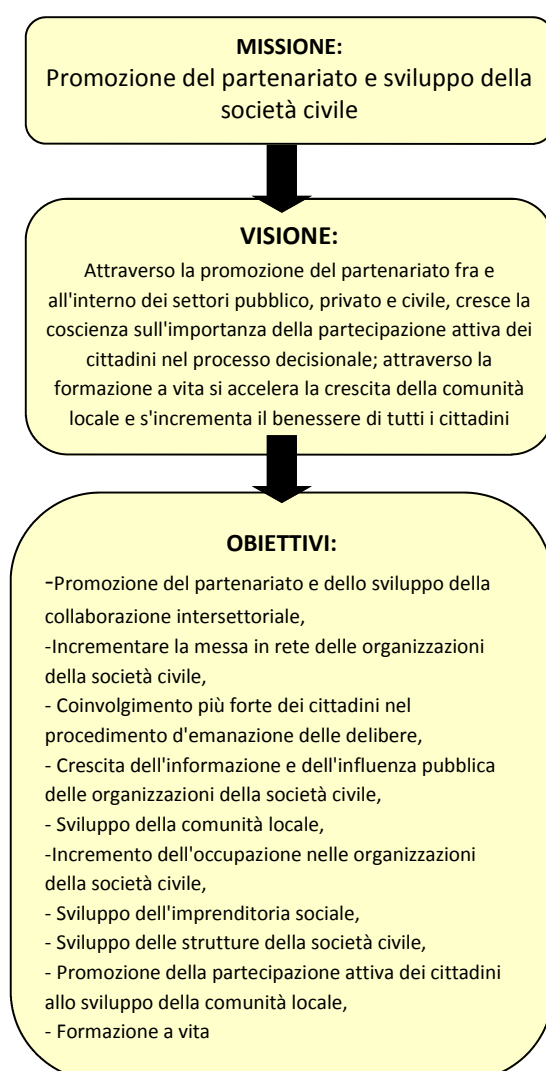 MISSIONE:
Promozione del partenariato e sviluppo della
società civile
VISIONE:
Attraverso la promozione del partenariato fra e
all'interno dei settori pubblico, privato e civile, cresce la
coscienza sull'importanza della partecipazione attiva dei
cittadini nel processo decisionale; attraverso la
formazione a vita si accelera la crescita della comunità
locale e s'incrementa il benessere di tutti i cittadini
OBIETTIVI:
-Promozione del partenariato e dello sviluppo della
collaborazione intersettoriale,
-Incrementare la messa in rete delle organizzazioni
della società civile,
- Coinvolgimento più forte dei cittadini nel
procedimento d'emanazione delle delibere,
- Crescita dell'informazione e dell'influenza pubblica
delle organizzazioni della società civile,
- Sviluppo della comunità locale,
-Incremento dell'occupazione nelle organizzazioni
della società civile,
- Sviluppo dell'imprenditoria sociale,
- Sviluppo delle strutture della società civile,
- Promozione della partecipazione attiva dei cittadini
allo sviluppo della comunità locale,
- Formazione a vita